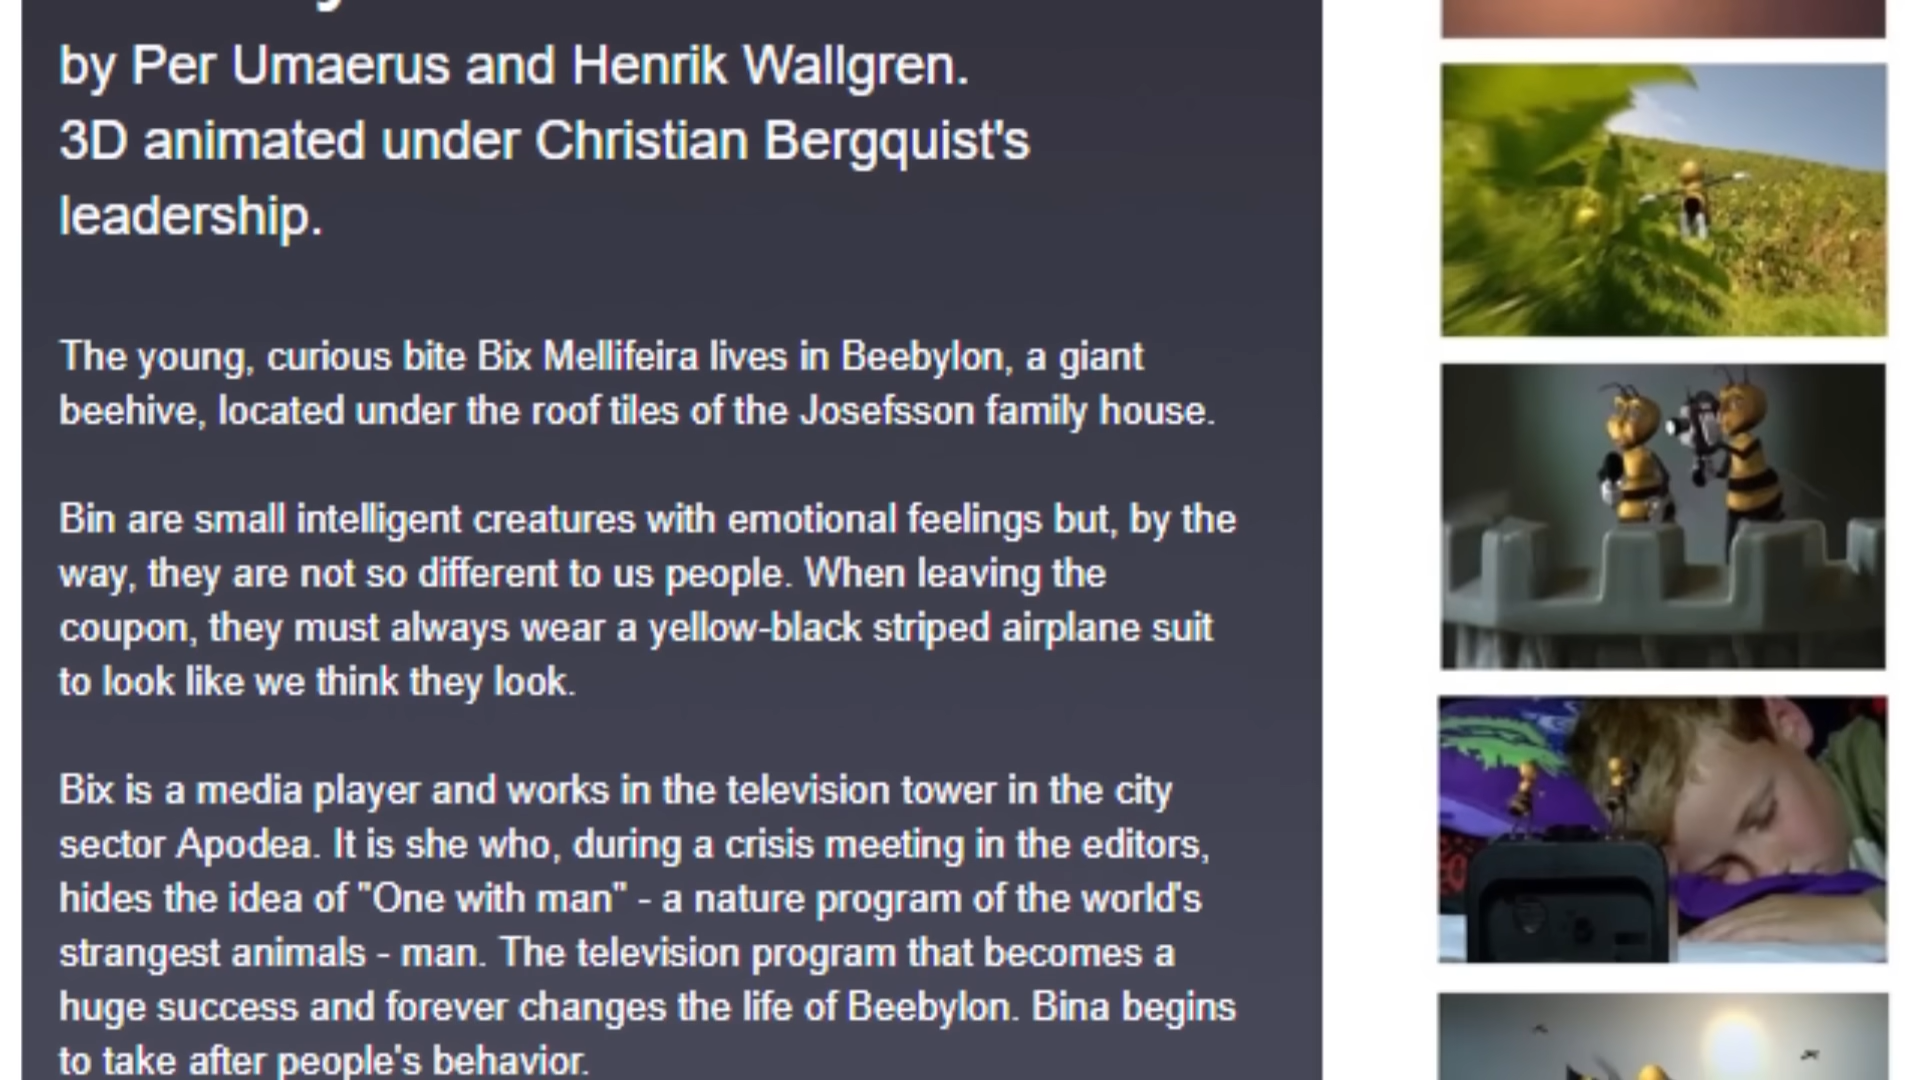 by Per Umaerus and Henrik Wallgren.
3D animated under Christian Bergquist's
leadership.
The young, curious bite Bix Mellifeira lives in Beebylon, a giant
beehive, located under the roof tiles of the Josefsson family house.
Bin are small intelligent creatures with emotional feelings but, by the
way, they are not so different to us people. When leaving the
coupon, they must always wear a yellow-black striped airplane suit
to look like we think they look.
Bix is a media player and works in the television tower in the city
sector Apodea. It is she who, during a crisis meeting in the editors,
hides the idea of "One with man" - a nature program of the world's
strangest animals - man. The television program that becomes a
huge success and forever changes the life of Beebylon. Bina begins
to take after people's behavior.